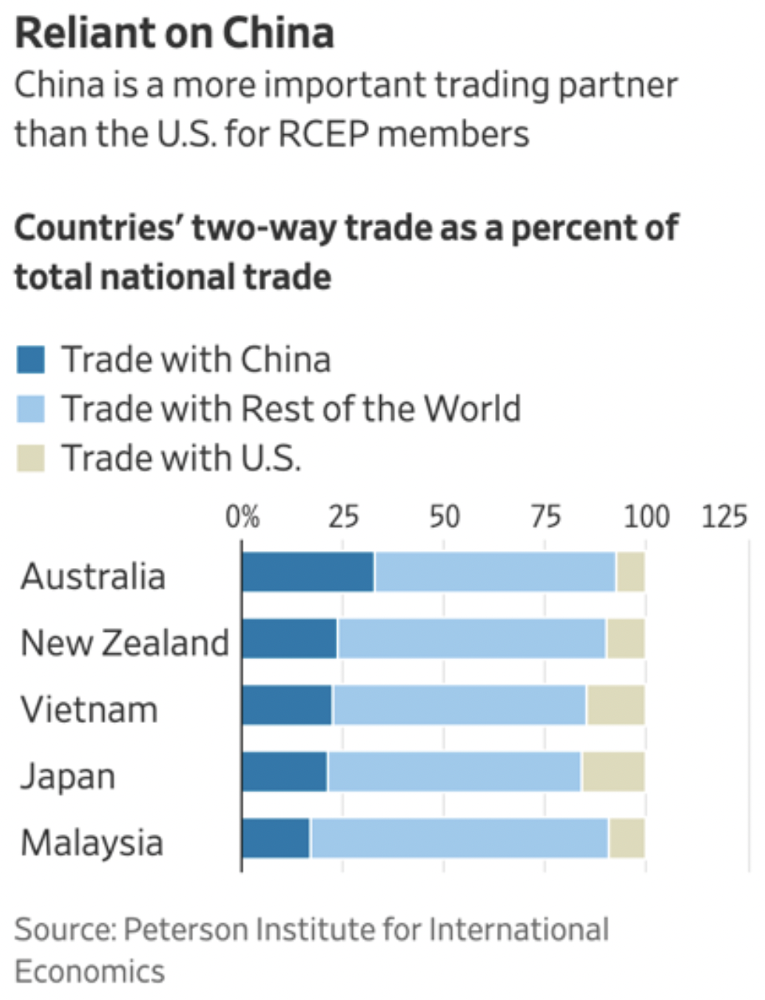 Reliant on China
China is a more important trading partner
than the U.S. for RCEP members
Countries’ two-way trade as a percent of
total national trade
Trade with China
Trade with Rest of the World
Trade with U.S.
0% 25 50 75 100 125
Australia
New Zealand
Vietnam
Japan
Malaysia
Source: Peterson Institute for International
Economics